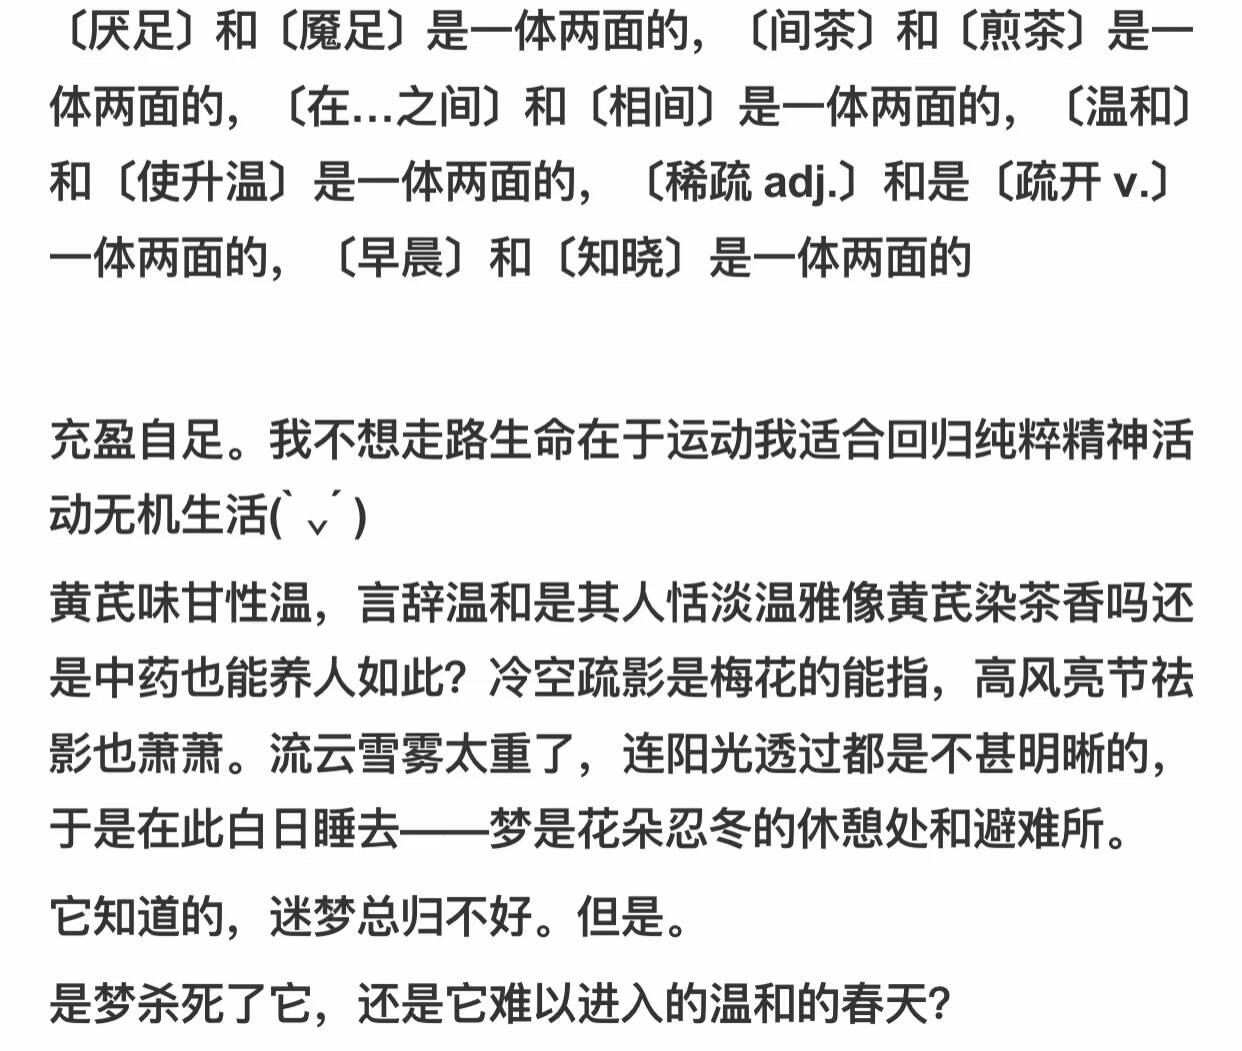 〔厌足〕和〔魇足〕是一体两面的，〔间茶〕和〔煎茶〕是一
体两面的，〔在...之间〕和〔相间〕是一体两面的，〔温和〕
和〔使升温〕是一体两面的，〔稀疏 adj.〕和是〔疏开 v.〕
一体两面的，〔早晨〕和〔知晓〕是一体两面的
充盈自足。我不想走路生命在于运动我适合回归纯粹精神活
动无机生活(ˋ ⌵ ˊ )
黄芪味甘性温，言辞温和是其人恬淡温雅像黄芪染茶香吗还
是中药也能养人如此？冷空疏影是梅花的能指，高风亮节祛
影也萧萧。流云雪雾太重了，连阳光透过都是不甚明晰的，
于是在此白日睡去——梦是花朵忍冬的休憩处和避难所。
它知道的，迷梦总归不好。但是。
是梦杀死了它，还是它难以进入的温和的春天？